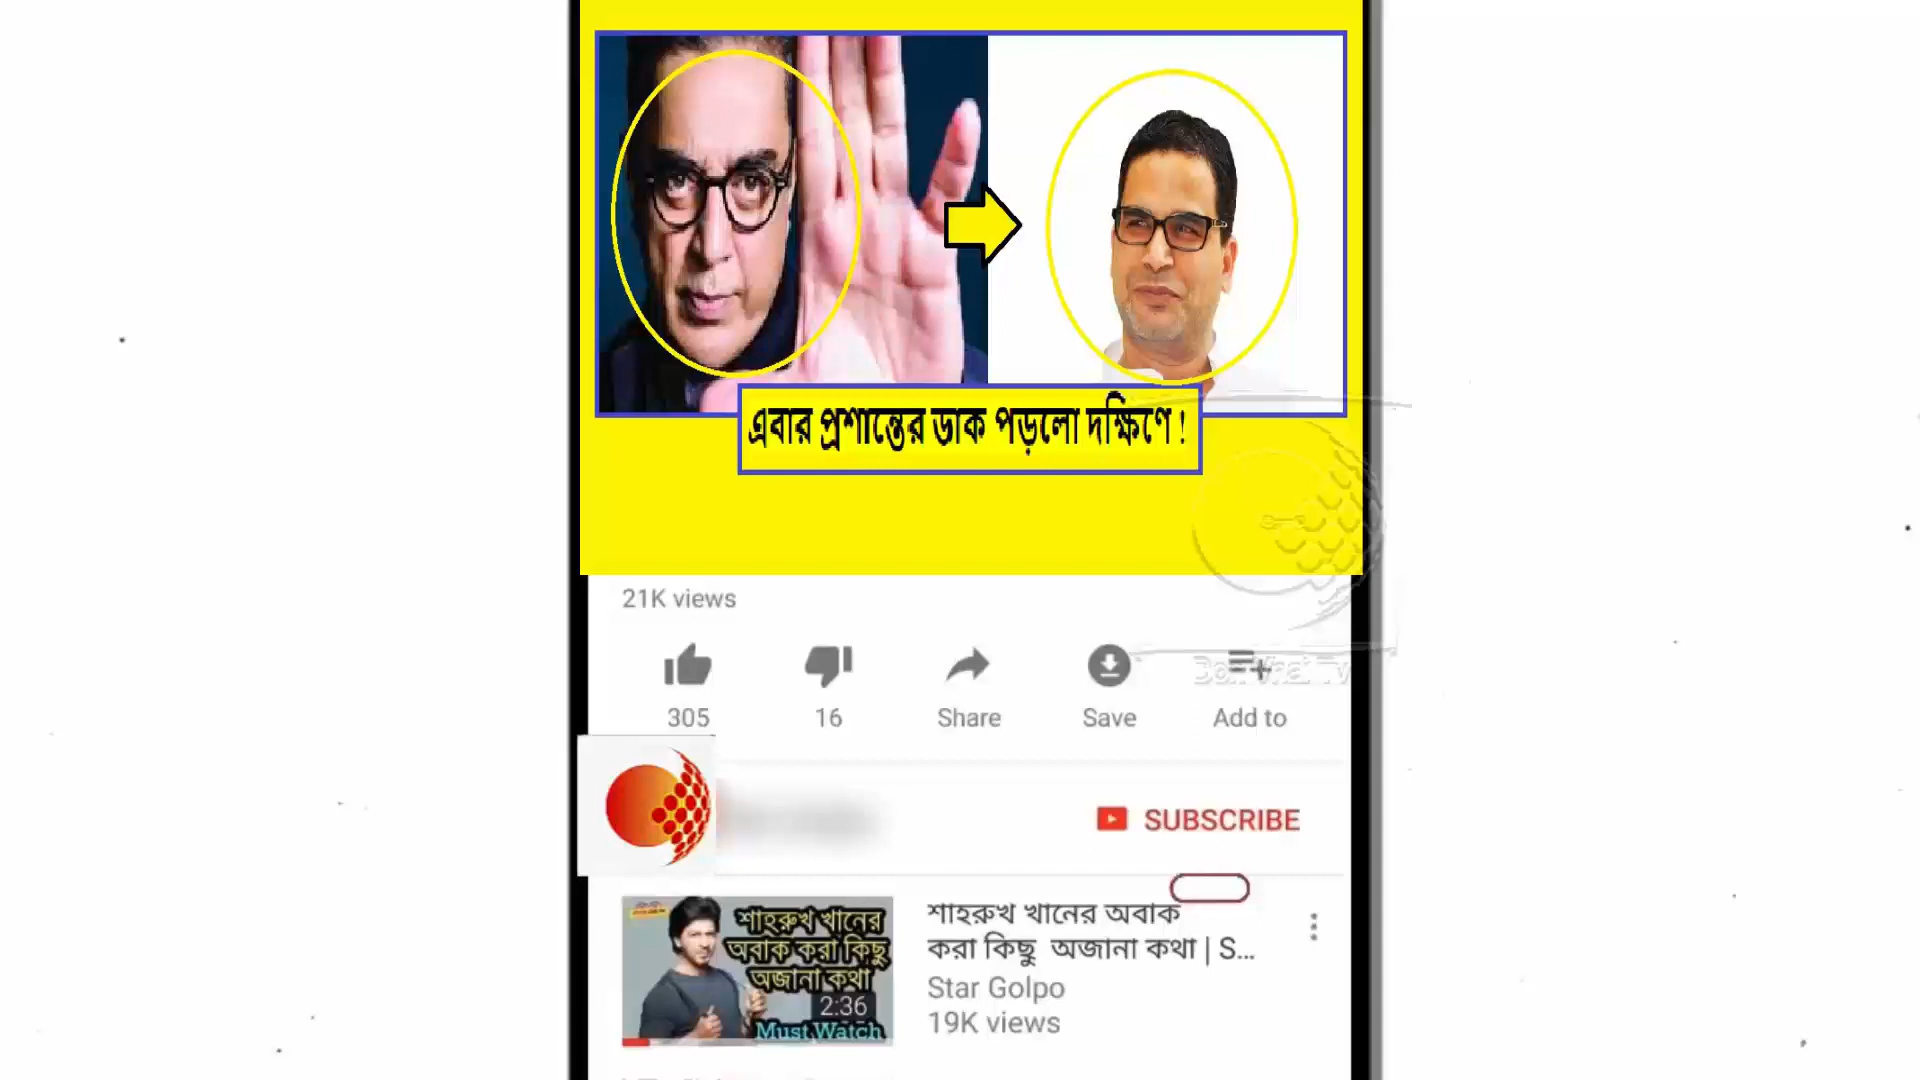 এবার প্রশান্তের ডাক পড়লো দক্ষিণে !
21K views
305
16
Share
Save
Add to
SUBSCRIBE
শাহরুখ খানের
অবাক করা কিছু
অজানা কথা
2:36
Must Watch
শাহরুখ খানের অবাক
করা কিছু অজানা কথা | S...
Star Golpo
19K views